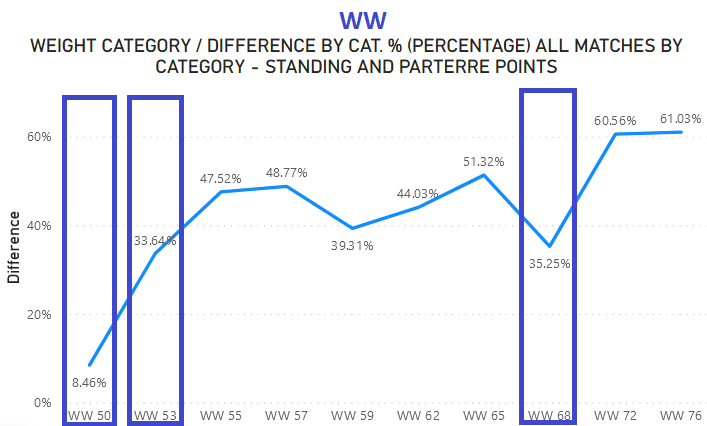 WW
WEIGHT CATEGORY / DIFFERENCE BY CAT. % (PERCENTAGE) ALL MATCHES BY
CATEGORY - STANDING AND PARTERRE POINTS
60%
40%
20%
0%
Difference
8.46%
33.64%
47.52%
48.77%
39.31%
44.03%
51.32%
35.25%
60.56%
61.03%
WW 50 WW 53 WW 55 WW 57 WW 59 WW 62 WW 65 WW 68 WW 72 WW 76